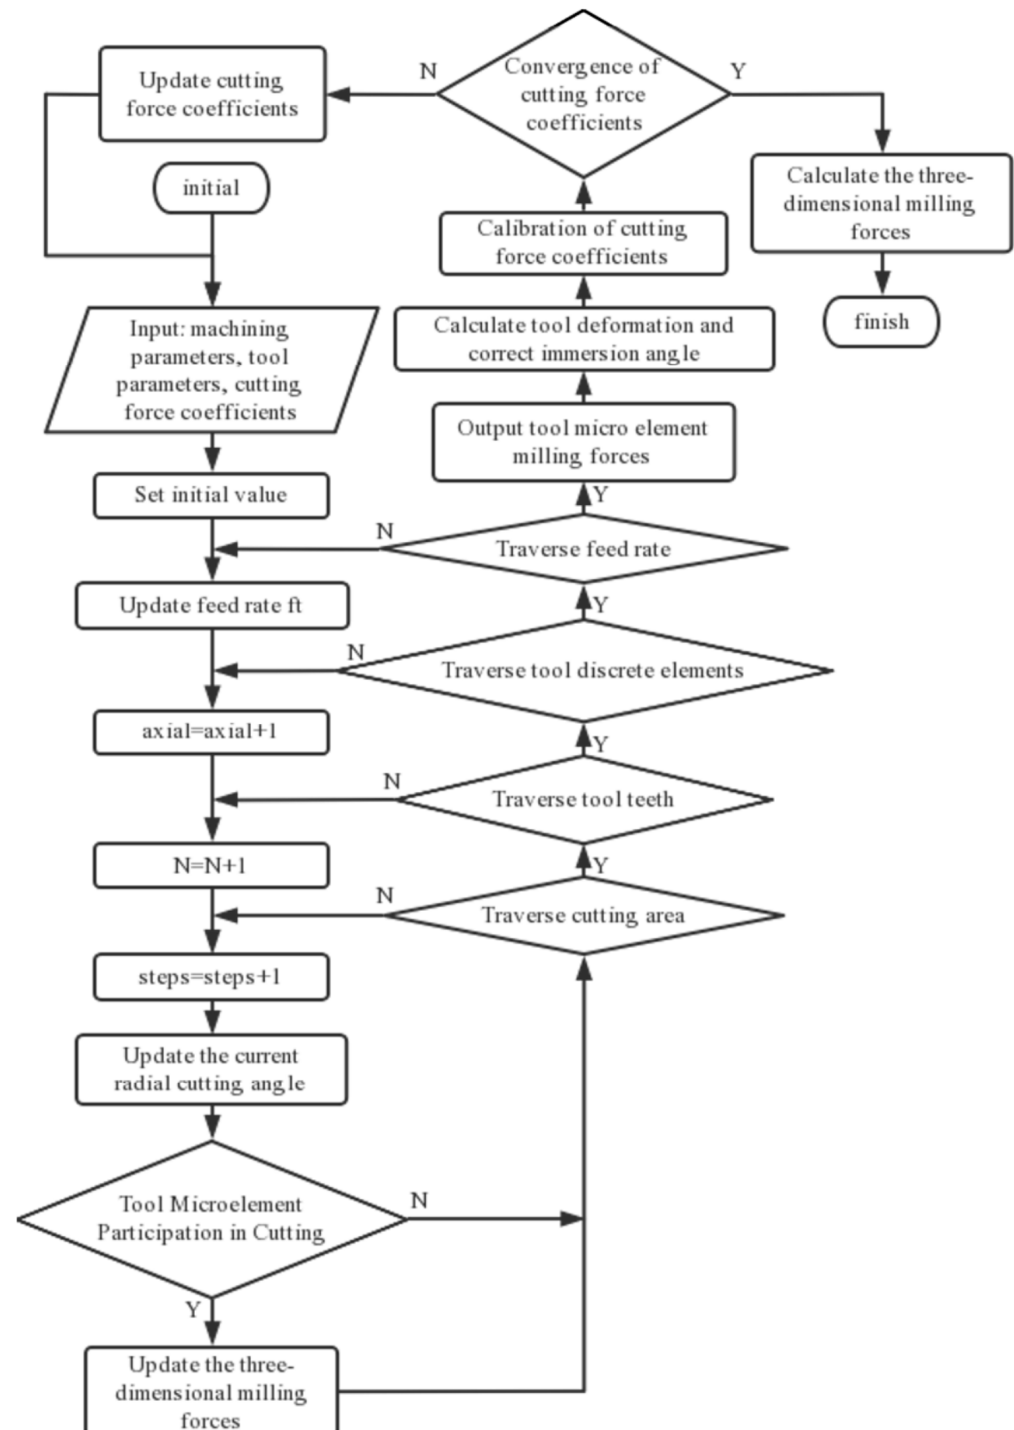 Update cutting
force coefficients
N
Convergence of
cutting force
coefficients
Y
initial
Calculate the three-
dimensional milling
forces
Calibration of cutting
force coefficients
finish
Input: machining
parameters, tool
parameters, cutting
force coefficients
Calculate tool deformation and
correct immersion angle
Output tool micro element
milling forces
Set initial value
Y
N
Traverse feed rate
Update feed rate ft
Y
N
Traverse tool discrete elements
axial=axial+1
Y
N
Traverse tool teeth
N=N+1
Y
N
Traverse cutting area
steps=steps+1
Update the current
radial cutting angle
Tool Microelement
Participation in Cutting
N
Y
Update the three-
dimensional milling
forces